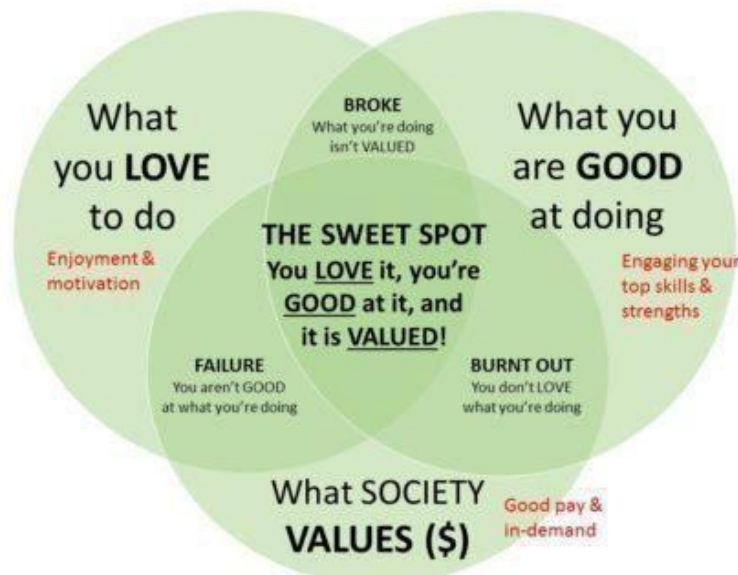 What
you LOVE
to do
Enjoyment &
motivation
BROKE
What you're doing
isn't VALUED
What you
are GOOD
at doing
Engaging your
top skills &
strengths
THE SWEET SPOT
You LOVE it, you're
GOOD at it, and
it is VALUED!
FAILURE
You aren't GOOD
at what you're doing
BURNT OUT
You don't LOVE
what you're doing
What SOCIETY
VALUES ($)
Good pay &
in-demand